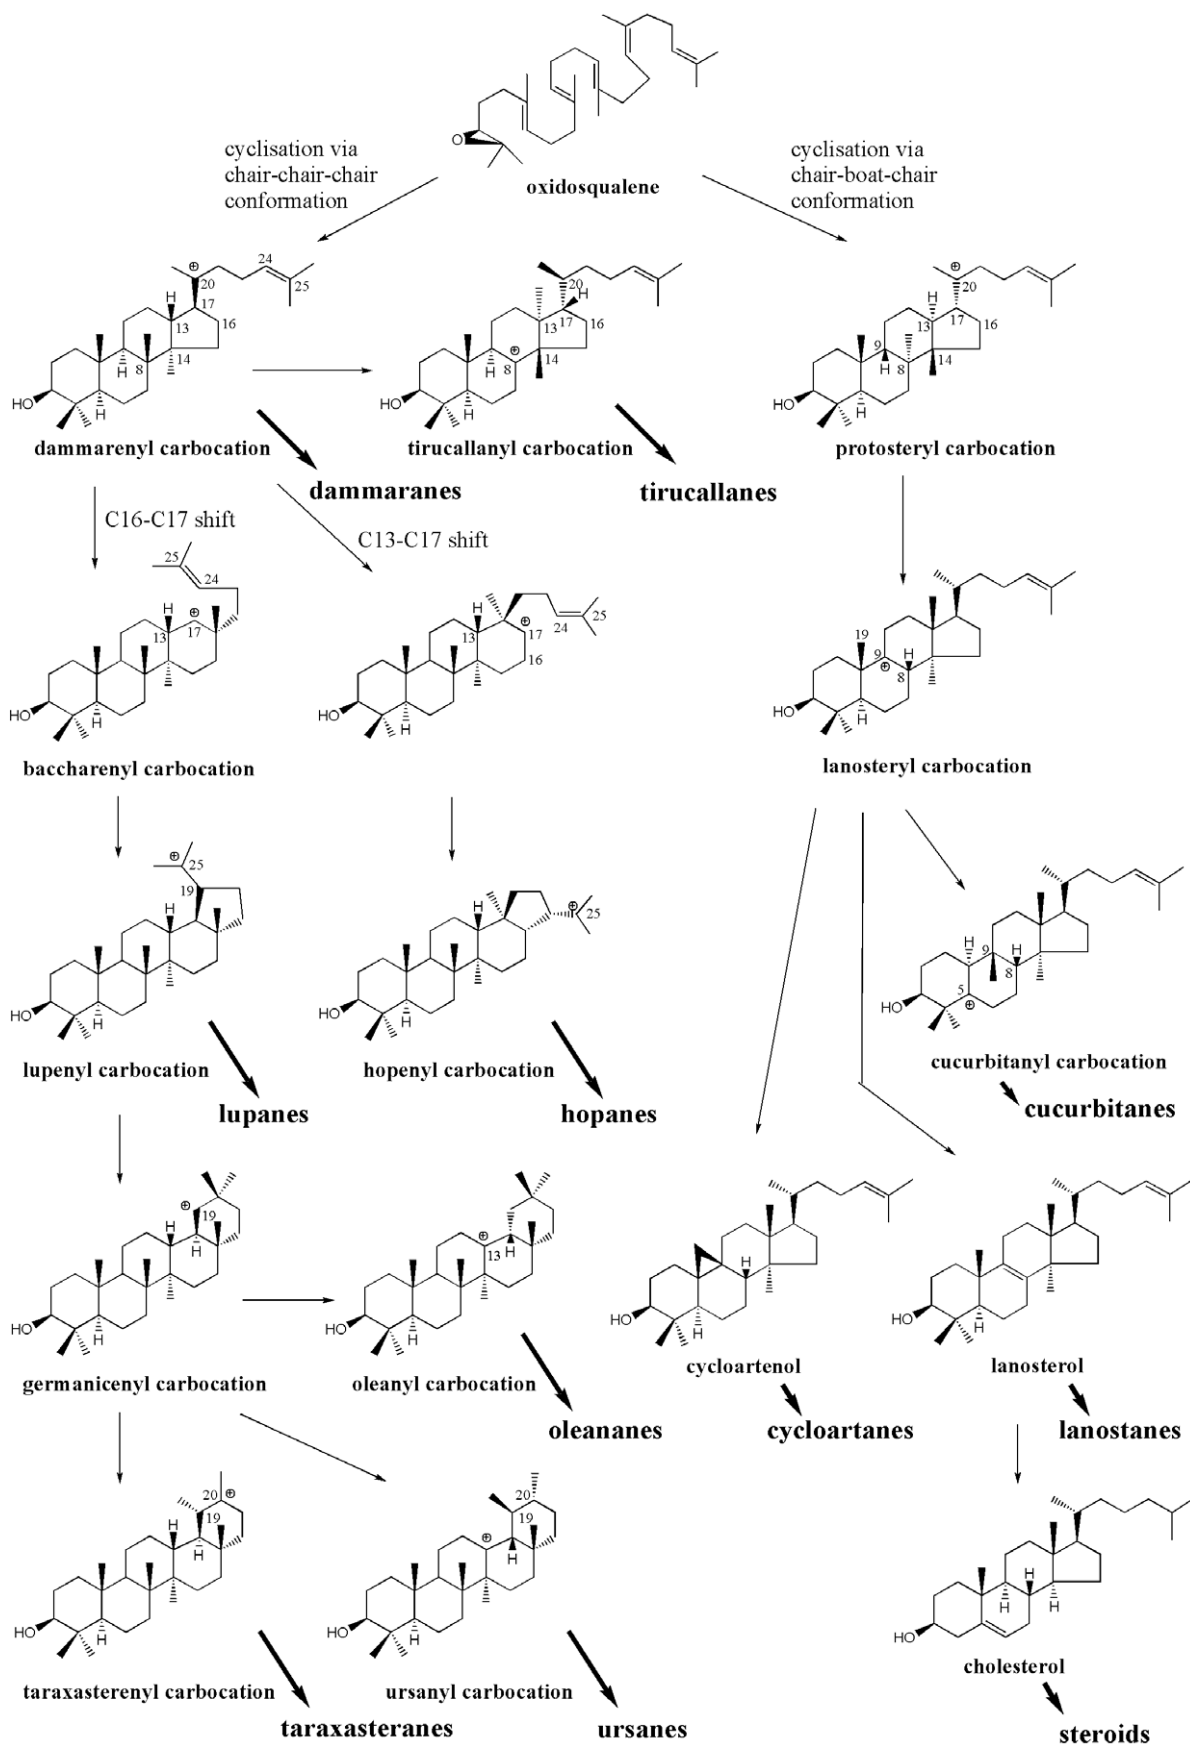 O
oxidosqualene
cyclisation via
chair-chair-chair
conformation
cyclisation via
chair-boat-chair
conformation
⊕
24
20
25
H
17
13
16
14
8
H
H
HO
dammarenyl carbocation
20
H
13
17
16
⊕
14
8
H
H
HO
tirucallanyl carbocation
⊕
20
13
17
16
9
14
8
H
H
HO
protosteryl carbocation
dammaranes
tirucallanes
C16-C17 shift
C13-C17 shift
25
24
H
⊕
13
17
H
HO
baccharenyl carbocation
H
⊕
25
24
13
17
16
H
HO
19
9
H
⊕
8
H
HO
lanosteryl carbocation
⊕
25
19
H
H
HO
lupenyl carbocation
lupanes
H
⊕
25
H
HO
hopenyl carbocation
hopanes
H
9
H
8
5
⊕
HO
cucurbitanyl carbocation
cucurbitanes
⊕
19
H
H
H
HO
germanicenyl carbocation
⊕
13
H
H
HO
oleanyl carbocation
oleananes
H
H
HO
cycloartenol
cycloartanes
H
HO
lanosterol
lanostanes
20
⊕
19
H
H
H
HO
taraxasterenyl carbocation
taraxasteranes
20
19
⊕
H
H
HO
ursanyl carbocation
ursanes
H
H
H
HO
cholesterol
steroids